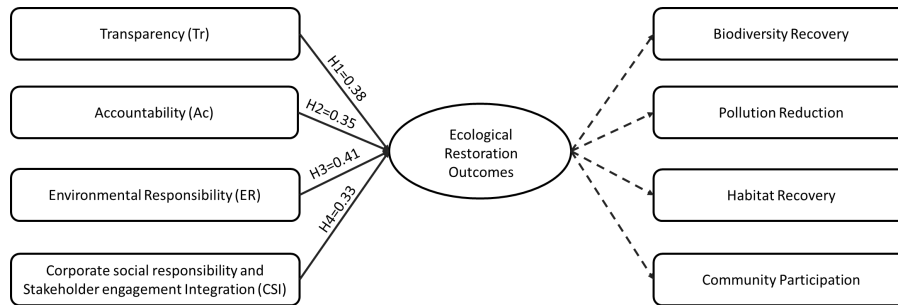 Transparency (Tr)
Accountability (Ac)
Environmental Responsibility (ER)
Corporate social responsibility and
Stakeholder engagement Integration (CSI)
H1=0.38
H2=0.35
H3=0.41
H4=0.33
Ecological
Restoration
Outcomes
Biodiversity Recovery
Pollution Reduction
Habitat Recovery
Community Participation